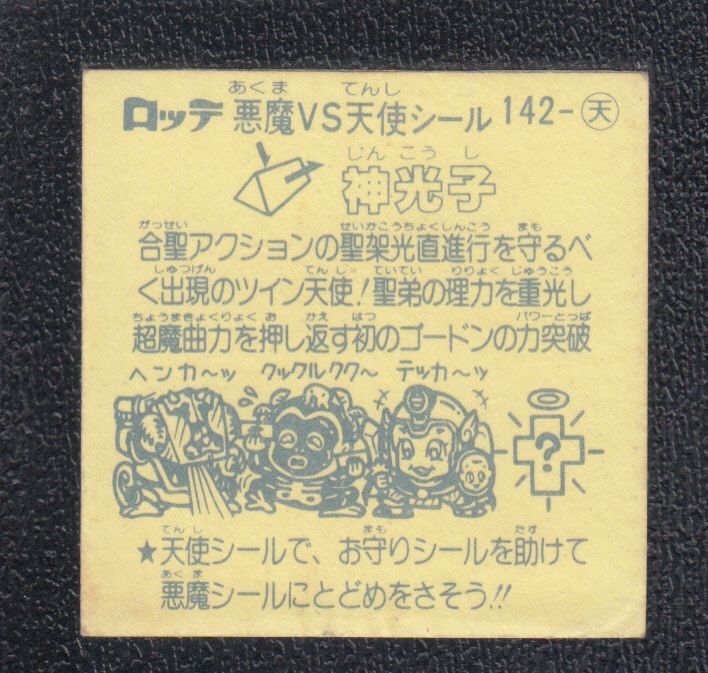 ロッテ 悪魔VS天使シール 142-天
あくま てんし
神光子
じんこうし
合聖アクションの聖架光直進行を守るべ
がっせい せいかこうちょくしんこう まも
く出現のツイン天使!聖弟の理力を重光し
しゅつげん てんし ていてい りりょく じゅうこう
超魔曲力を押し返す初のゴードンの力突破
ちょうまきょくりょく お かえ はつ パワーとっぱ
ヘンカ〜ッ クックルクク〜 テッカ〜ッ
?
★天使シールで、お守りシールを助けて
てんし まも たす
悪魔シールにとどめをさそう!!
あくま